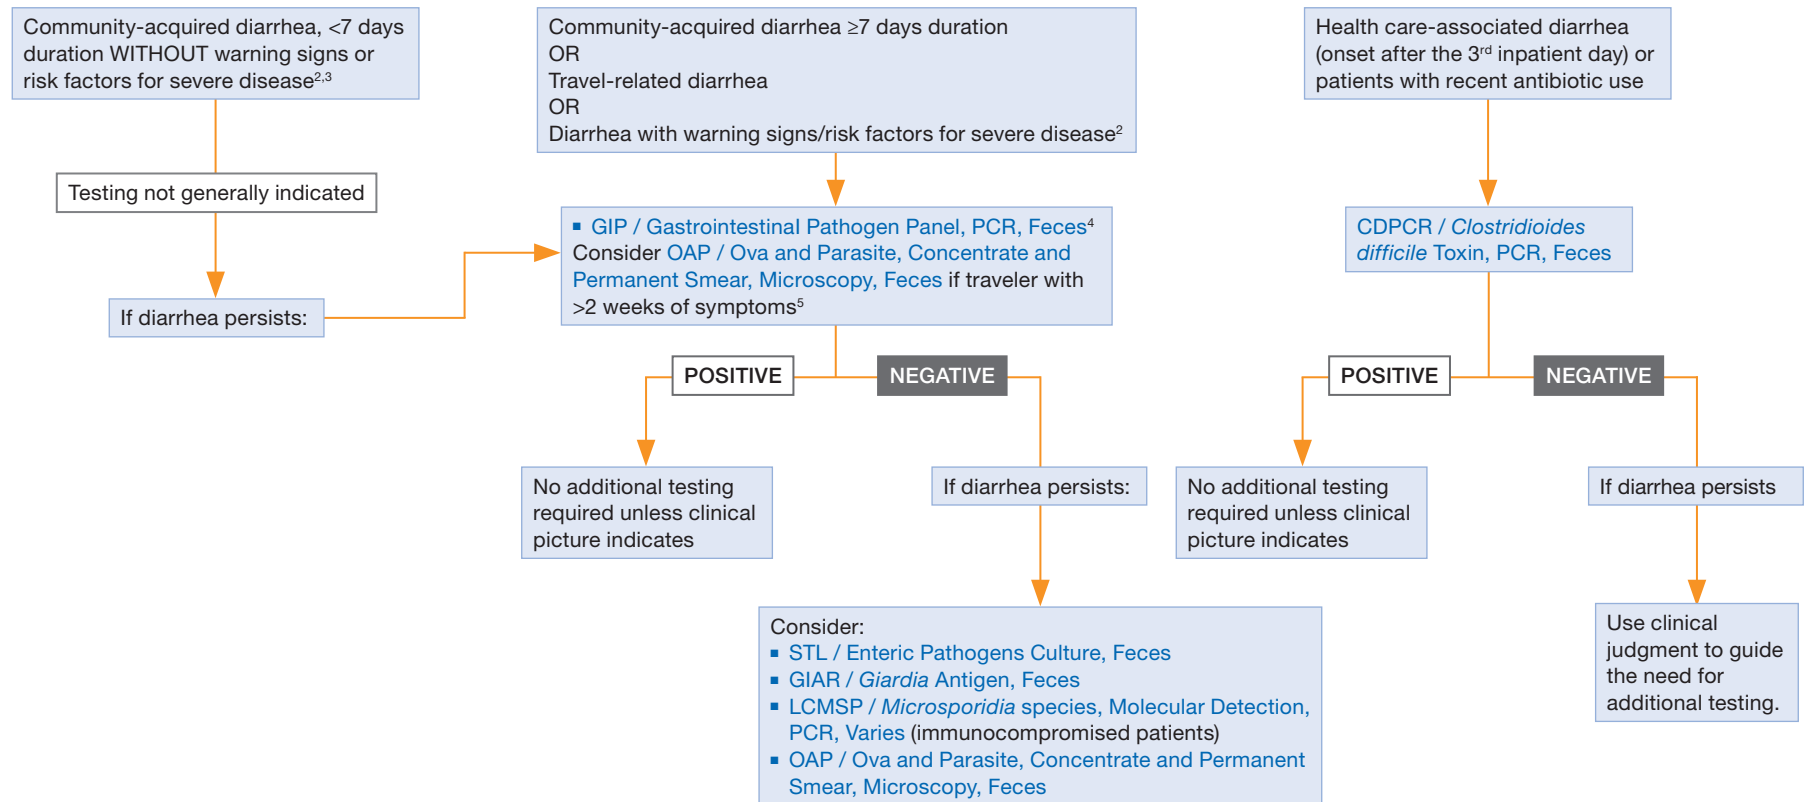 Community-acquired diarrhea, <7 days
duration WITHOUT warning signs or
risk factors for severe disease2,3
Testing not generally indicated
If diarrhea persists:
Community-acquired diarrhea ≥7 days duration
OR
Travel-related diarrhea
OR
Diarrhea with warning signs/risk factors for severe disease2
▪ GIP / Gastrointestinal Pathogen Panel, PCR, Feces4
Consider OAP / Ova and Parasite, Concentrate and
Permanent Smear, Microscopy, Feces if traveler with
>2 weeks of symptoms5
POSITIVE
NEGATIVE
No additional testing
required unless clinical
picture indicates
If diarrhea persists:
Consider:
▪ STL / Enteric Pathogens Culture, Feces
▪ GIAR / Giardia Antigen, Feces
▪ LCMSP / Microsporidia species, Molecular Detection,
PCR, Varies (immunocompromised patients)
▪ OAP / Ova and Parasite, Concentrate and Permanent
Smear, Microscopy, Feces
Health care-associated diarrhea
(onset after the 3rd inpatient day) or
patients with recent antibiotic use
CDPCR / Clostridioides
difficile Toxin, PCR, Feces
POSITIVE
NEGATIVE
No additional testing
required unless clinical
picture indicates
If diarrhea persists
Use clinical
judgment to guide
the need for
additional testing.